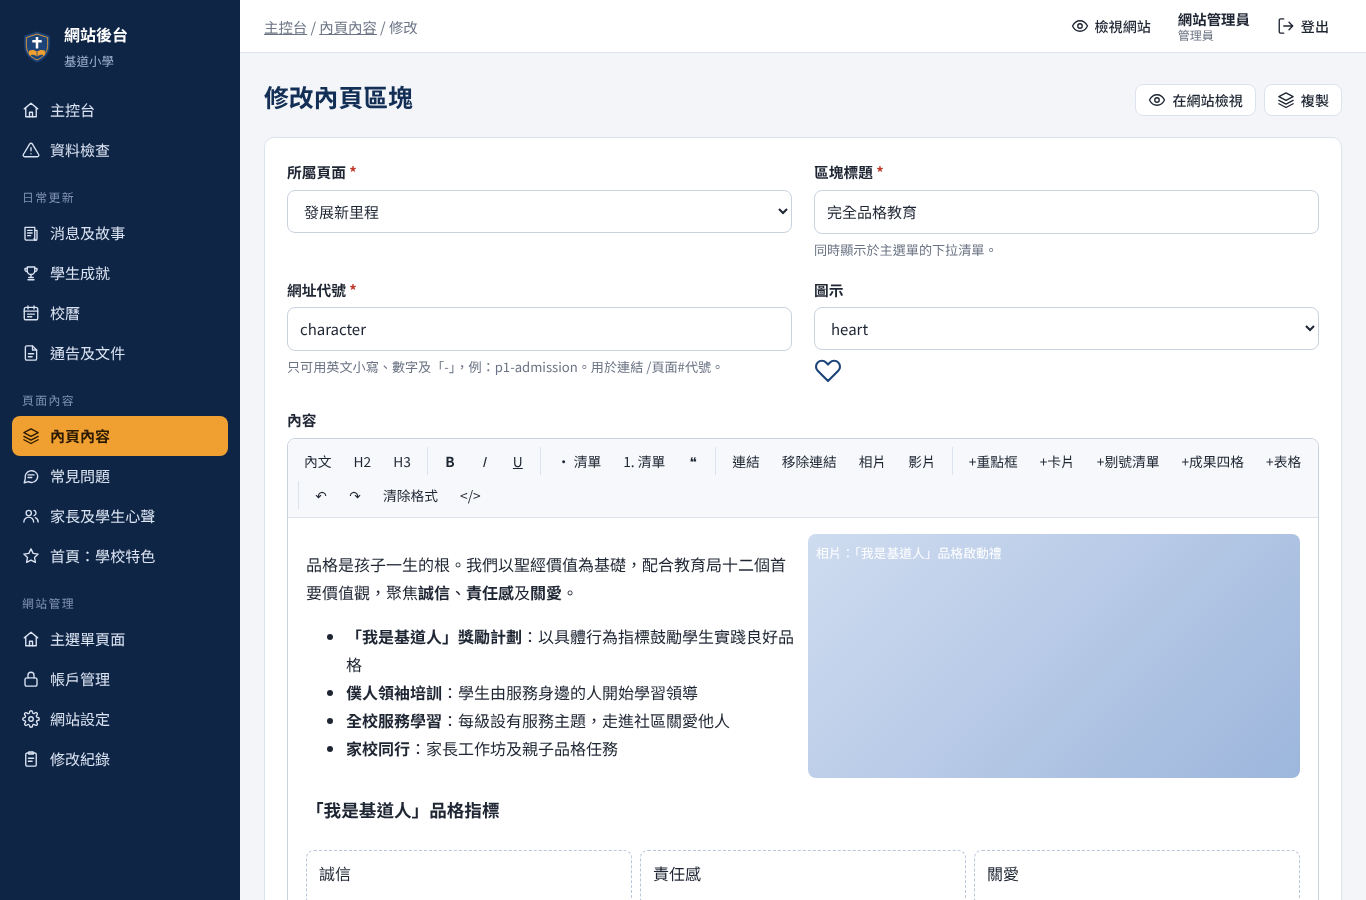 網站後台
基道小學
主控台
資料檢查
日常更新
消息及故事
學生成就
校曆
通告及文件
頁面內容
內頁內容
常見問題
家長及學生心聲
首頁：學校特色
網站管理
主選單頁面
帳戶管理
網站設定
修改紀錄
主控台 / 內頁內容 / 修改
檢視網站
網站管理員
管理員
登出
修改內頁區塊
在網站檢視
複製
所屬頁面 *
發展新里程
區塊標題 *
完全品格教育
同時顯示於主選單的下拉清單。
網址代號 *
character
只可用英文小寫、數字及「-」，例：p1-admission。用於連結 /頁面#代號。
圖示
heart
內容
內文 H2 H3 B I U • 清單 1. 清單 ❝ 連結 移除連結 相片 影片 +重點框 +卡片 +剔號清單 +成果四格 +表格
↶ ↷ 清除格式 </>
品格是孩子一生的根。我們以聖經價值為基礎，配合教育局十二個首
要價值觀，聚焦誠信、責任感及關愛。
• 「我是基道人」獎勵計劃：以具體行為指標鼓勵學生實踐良好品
格
• 僕人領袖培訓：學生由服務身邊的人開始學習領導
• 全校服務學習：每級設有服務主題，走進社區關愛他人
• 家校同行：家長工作坊及親子品格任務
相片：「我是基道人」品格啟動禮
「我是基道人」品格指標
誠信
責任感
關愛